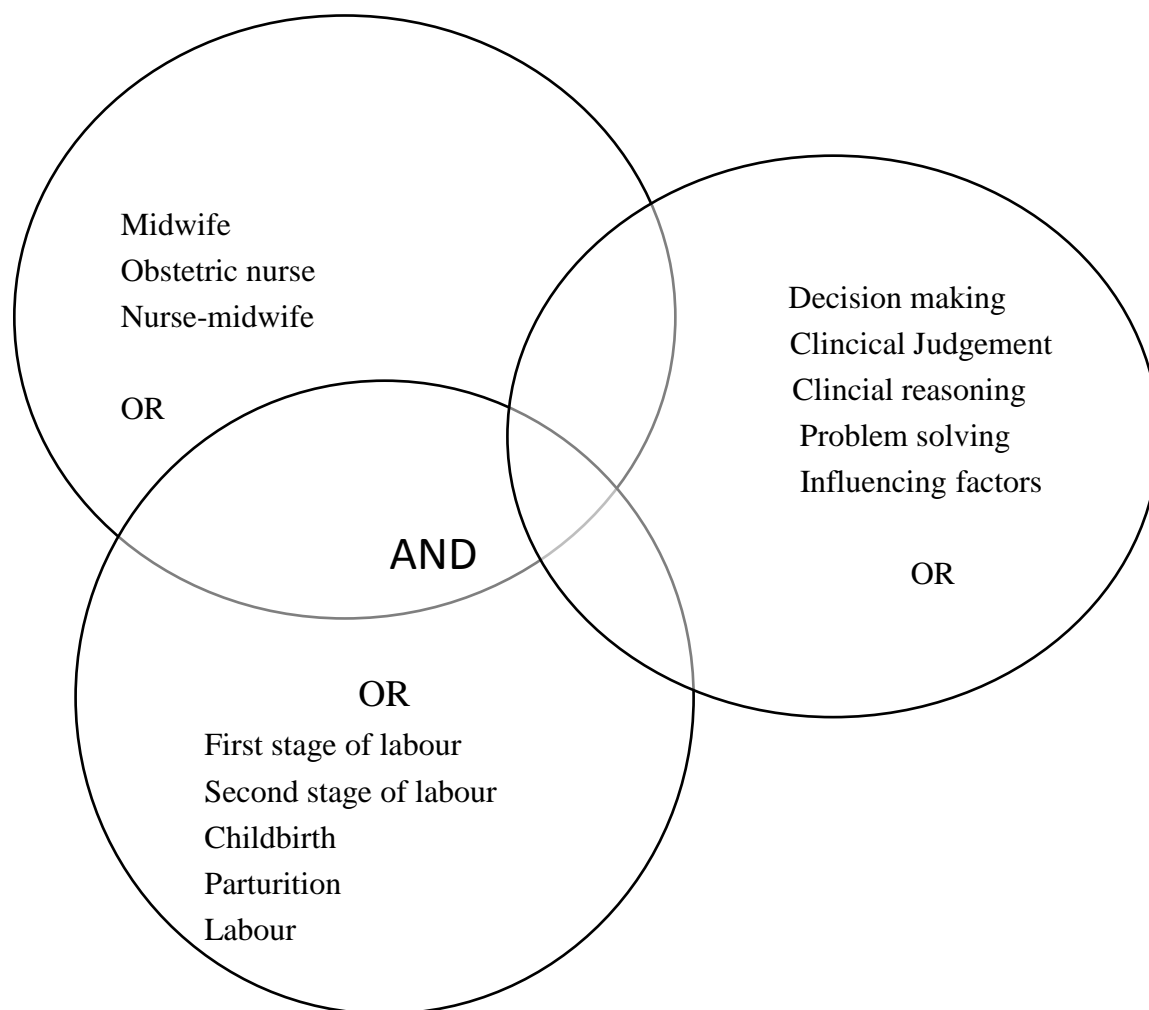 Midwife
Obstetric nurse
Nurse-midwife
OR
Decision making
Clincical Judgement
Clincial reasoning
Problem solving
Influencing factors
OR
AND
OR
First stage of labour
Second stage of labour
Childbirth
Parturition
Labour